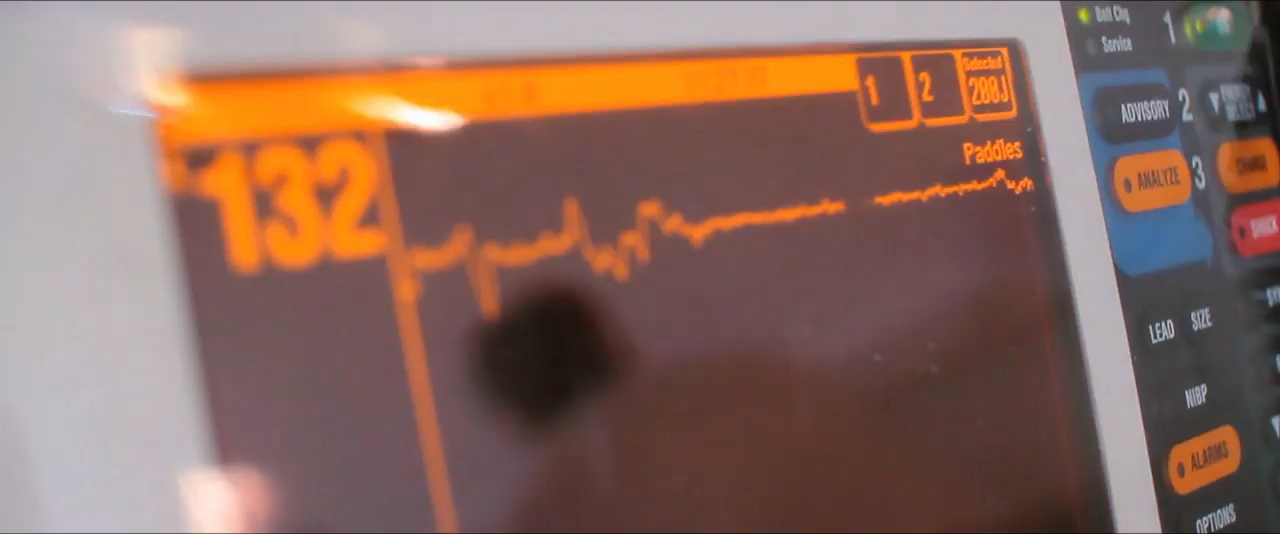 132
1
2
Selected
200J
Paddles
Batt Chg
Service
1
ADVISORY
2
ANALYZE
3
CHARGE
SHOCK
LEAD
SIZE
NIBP
ALARMS
OPTIONS